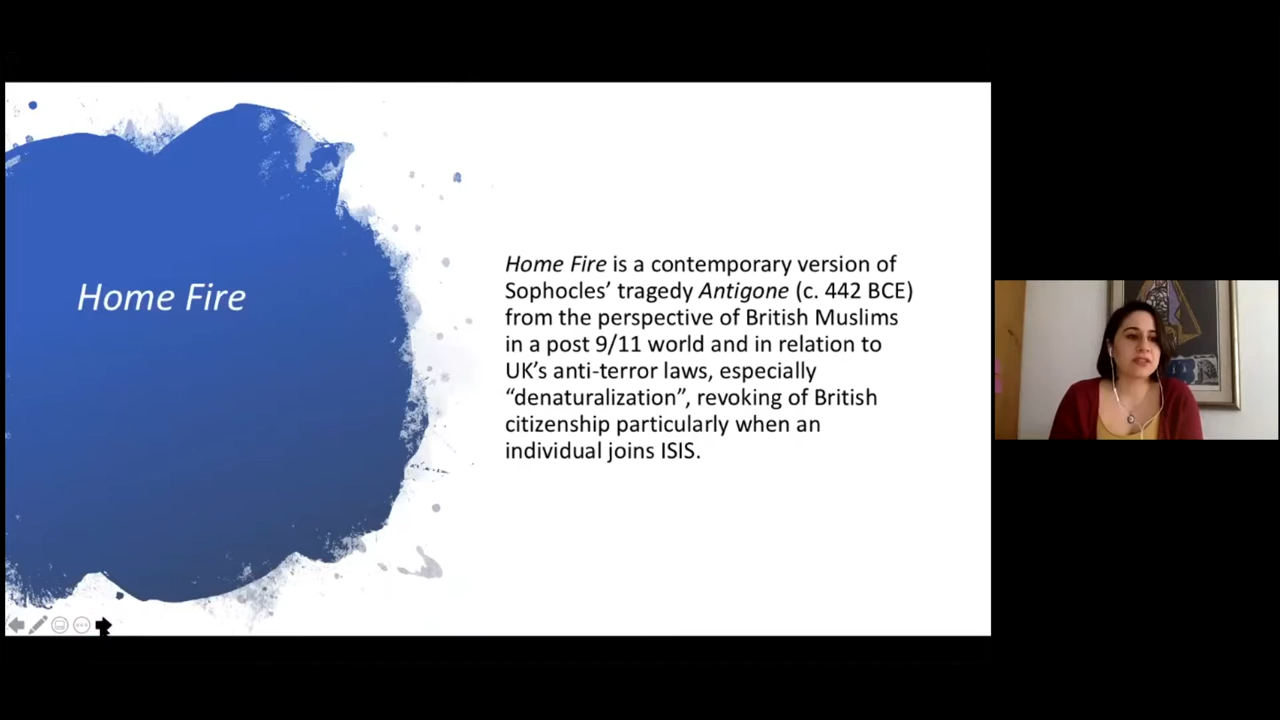 Home Fire
Home Fire is a contemporary version of
Sophocles’ tragedy Antigone (c. 442 BCE)
from the perspective of British Muslims
in a post 9/11 world and in relation to
UK’s anti-terror laws, especially
“denaturalization”, revoking of British
citizenship particularly when an
individual joins ISIS.